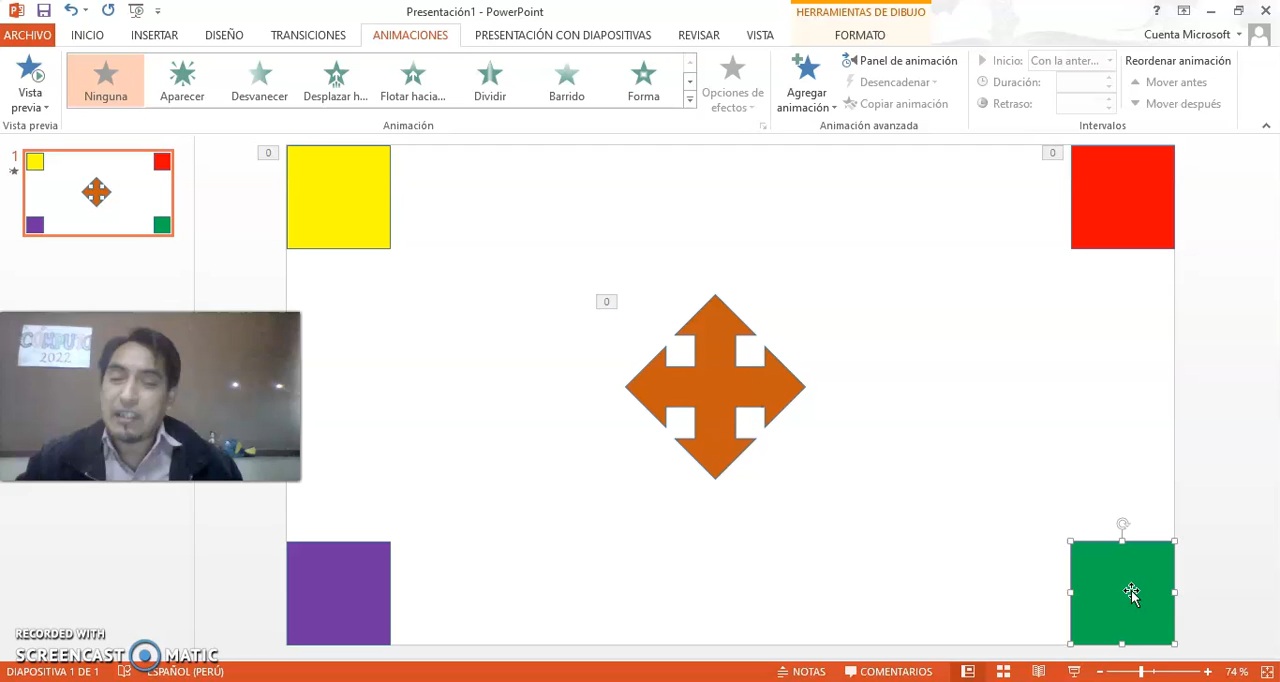 Presentación1 - PowerPoint
HERRAMIENTAS DE DIBUJO
?
ARCHIVO
INICIO
INSERTAR
DISEÑO
TRANSICIONES
ANIMACIONES
PRESENTACIÓN CON DIAPOSITIVAS
REVISAR
VISTA
FORMATO
Cuenta Microsoft
Vista previa
Ninguna
Aparecer
Desvanecer
Desplazar h...
Flotar hacia...
Dividir
Barrido
Forma
Opciones de efectos
Agregar animación
Panel de animación
Desencadenar
Copiar animación
Inicio: Con la anter...
Duración:
Retraso:
Reordenar animación
Mover antes
Mover después
Vista previa
Animación
Animación avanzada
Intervalos
1
0
0
0
CÓMPUTO
2022
RECORDED WITH
SCREENCAST MATIC
DIAPOSITIVA 1 DE 1
ESPAÑOL (PERÚ)
NOTAS
COMENTARIOS
74 %